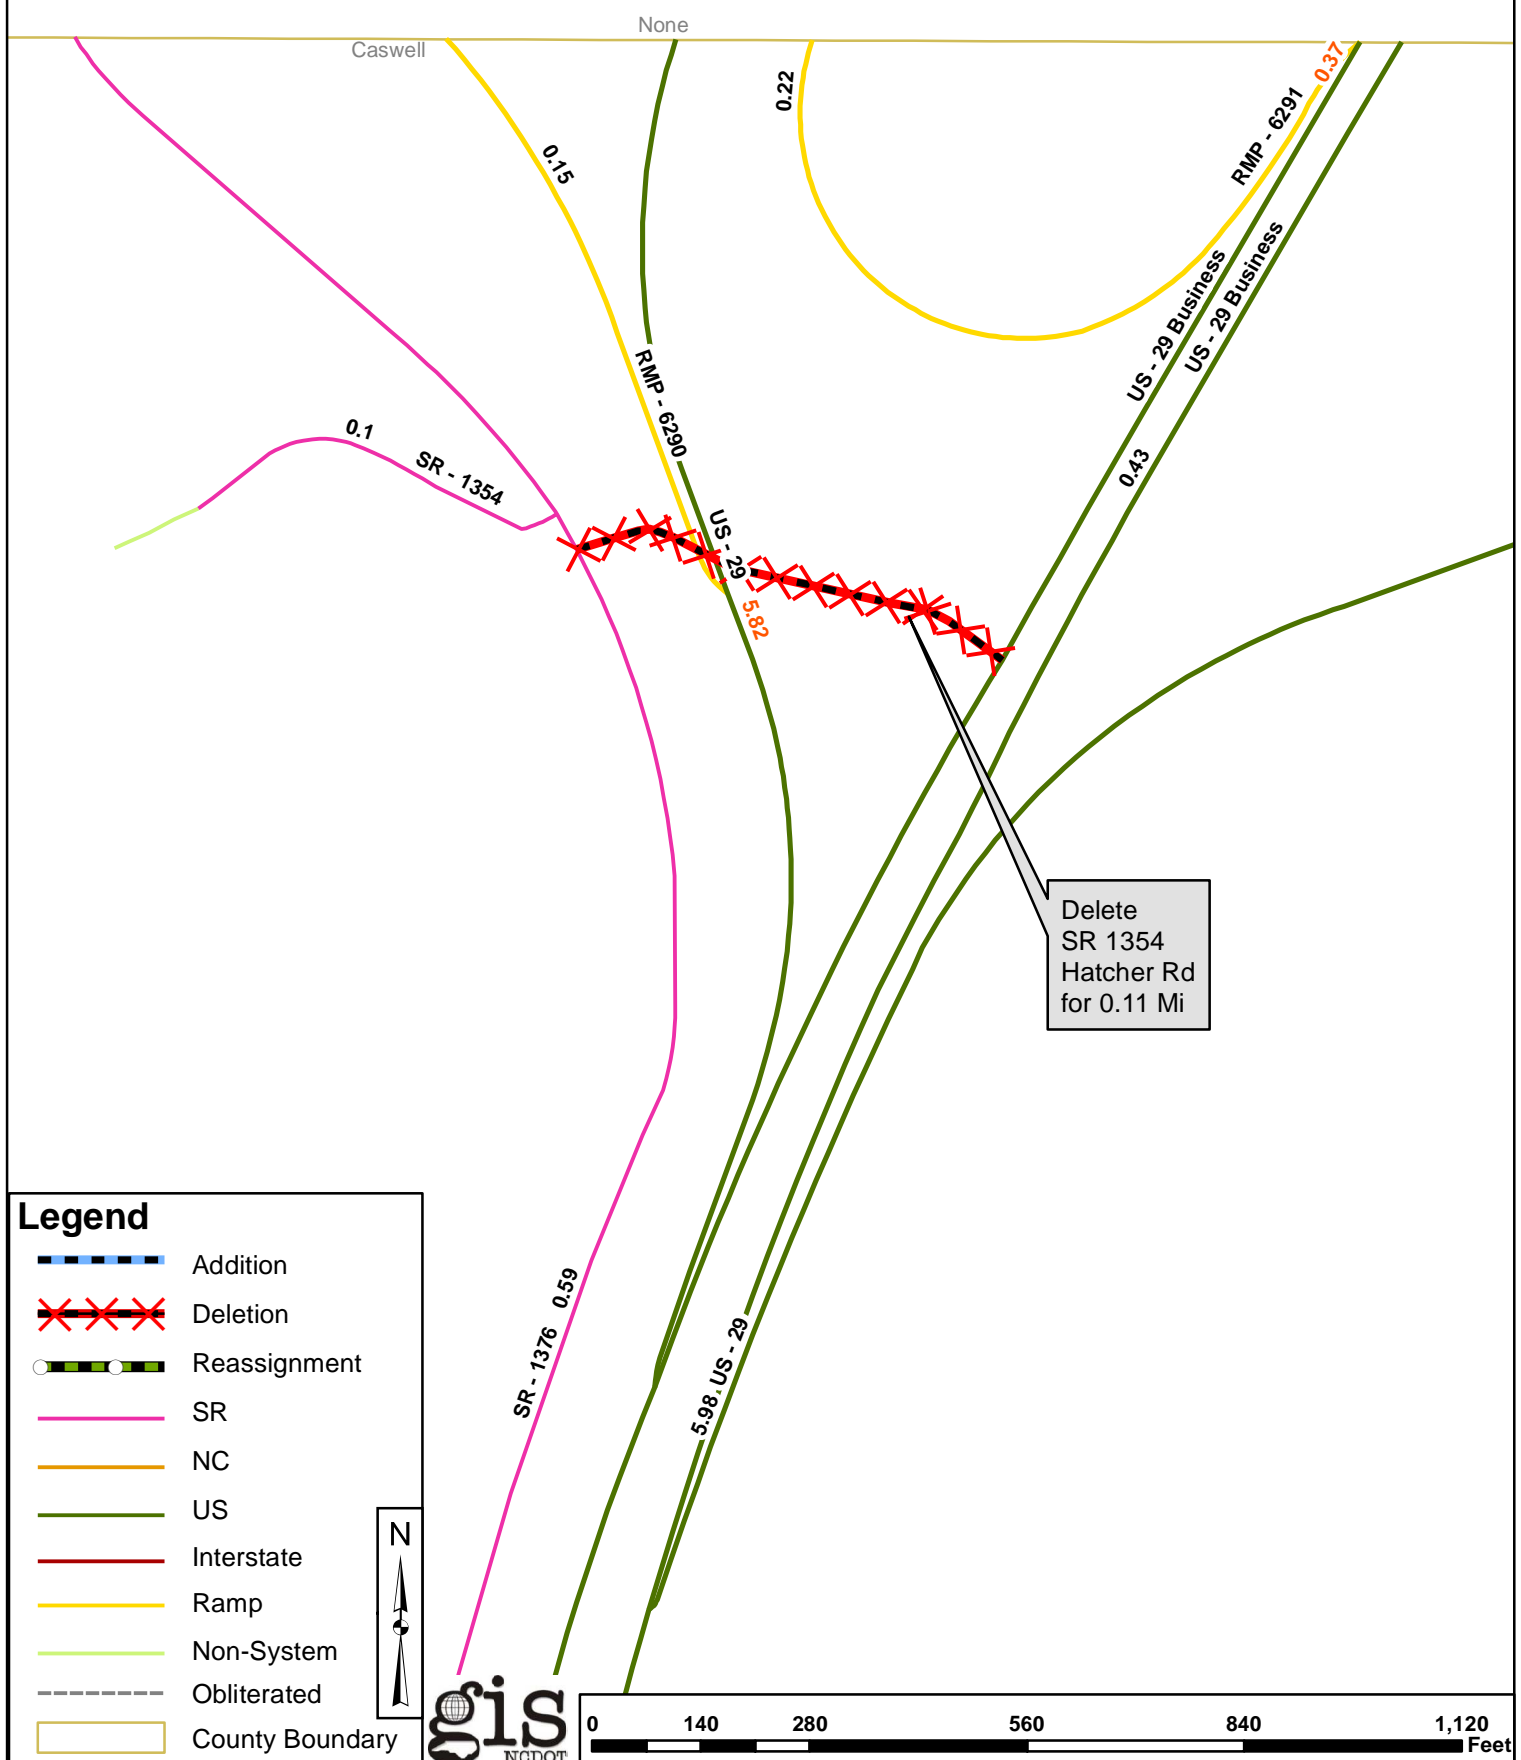 None
Caswell
0.37
RMP - 6291
0.22
0.15
US - 29 Business
US - 29 Business
RMP - 6290
0.1
SR - 1354
0.43
US - 29
5.82
Delete
SR 1354
Hatcher Rd
for 0.11 Mi
SR - 1376 0.59
5.98 US - 29
Legend
Addition
Deletion
Reassignment
SR
NC
US
Interstate
Ramp
Non-System
Obliterated
County Boundary
N
gis
NCDOT
0 140 280 560 840 1,120
Feet